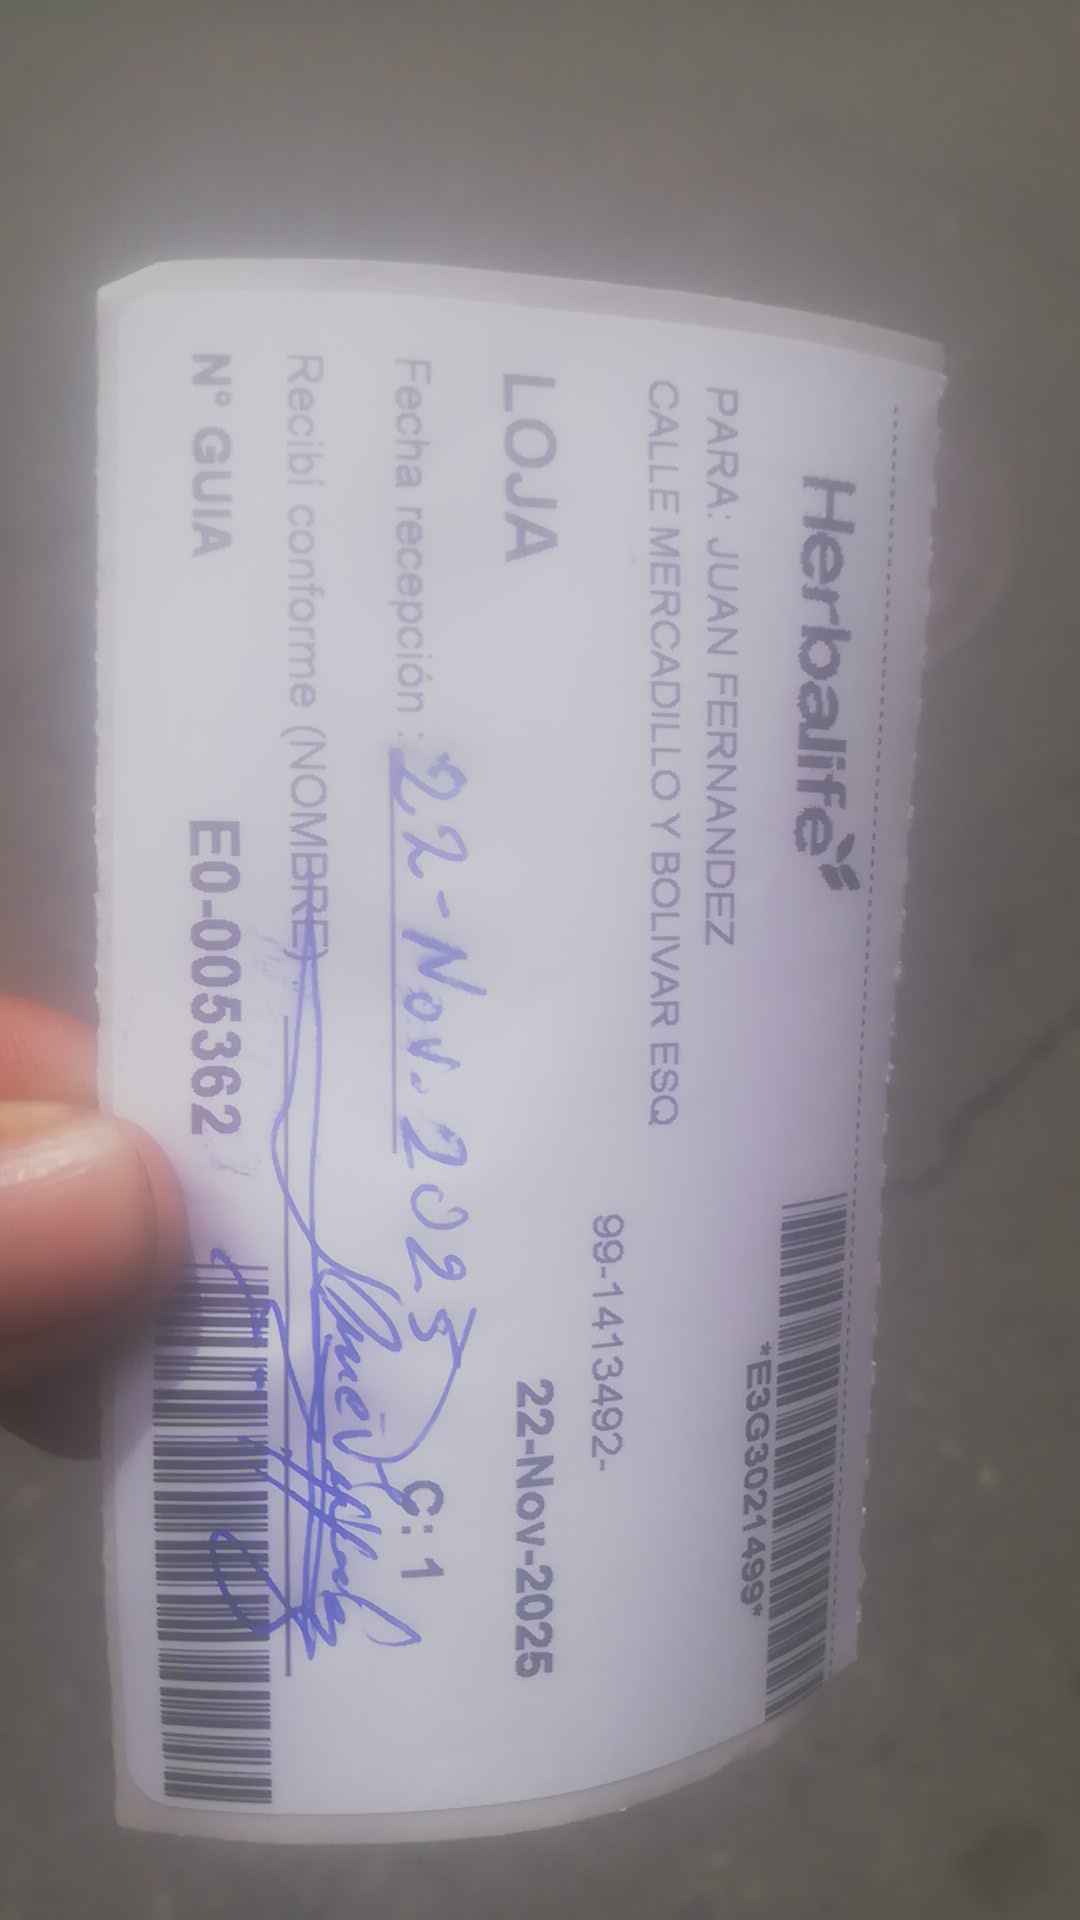 Herbalife
*E3G3021499*
PARA: JUAN FERNANDEZ
CALLE MERCADILLO Y BOLIVAR ESQ
99-1413492-
LOJA 22-Nov-2025
Fecha recepción : 22-Nov.2025 C: 1
Recibí conforme (NOMBRE)
N° GUIA E0-005362